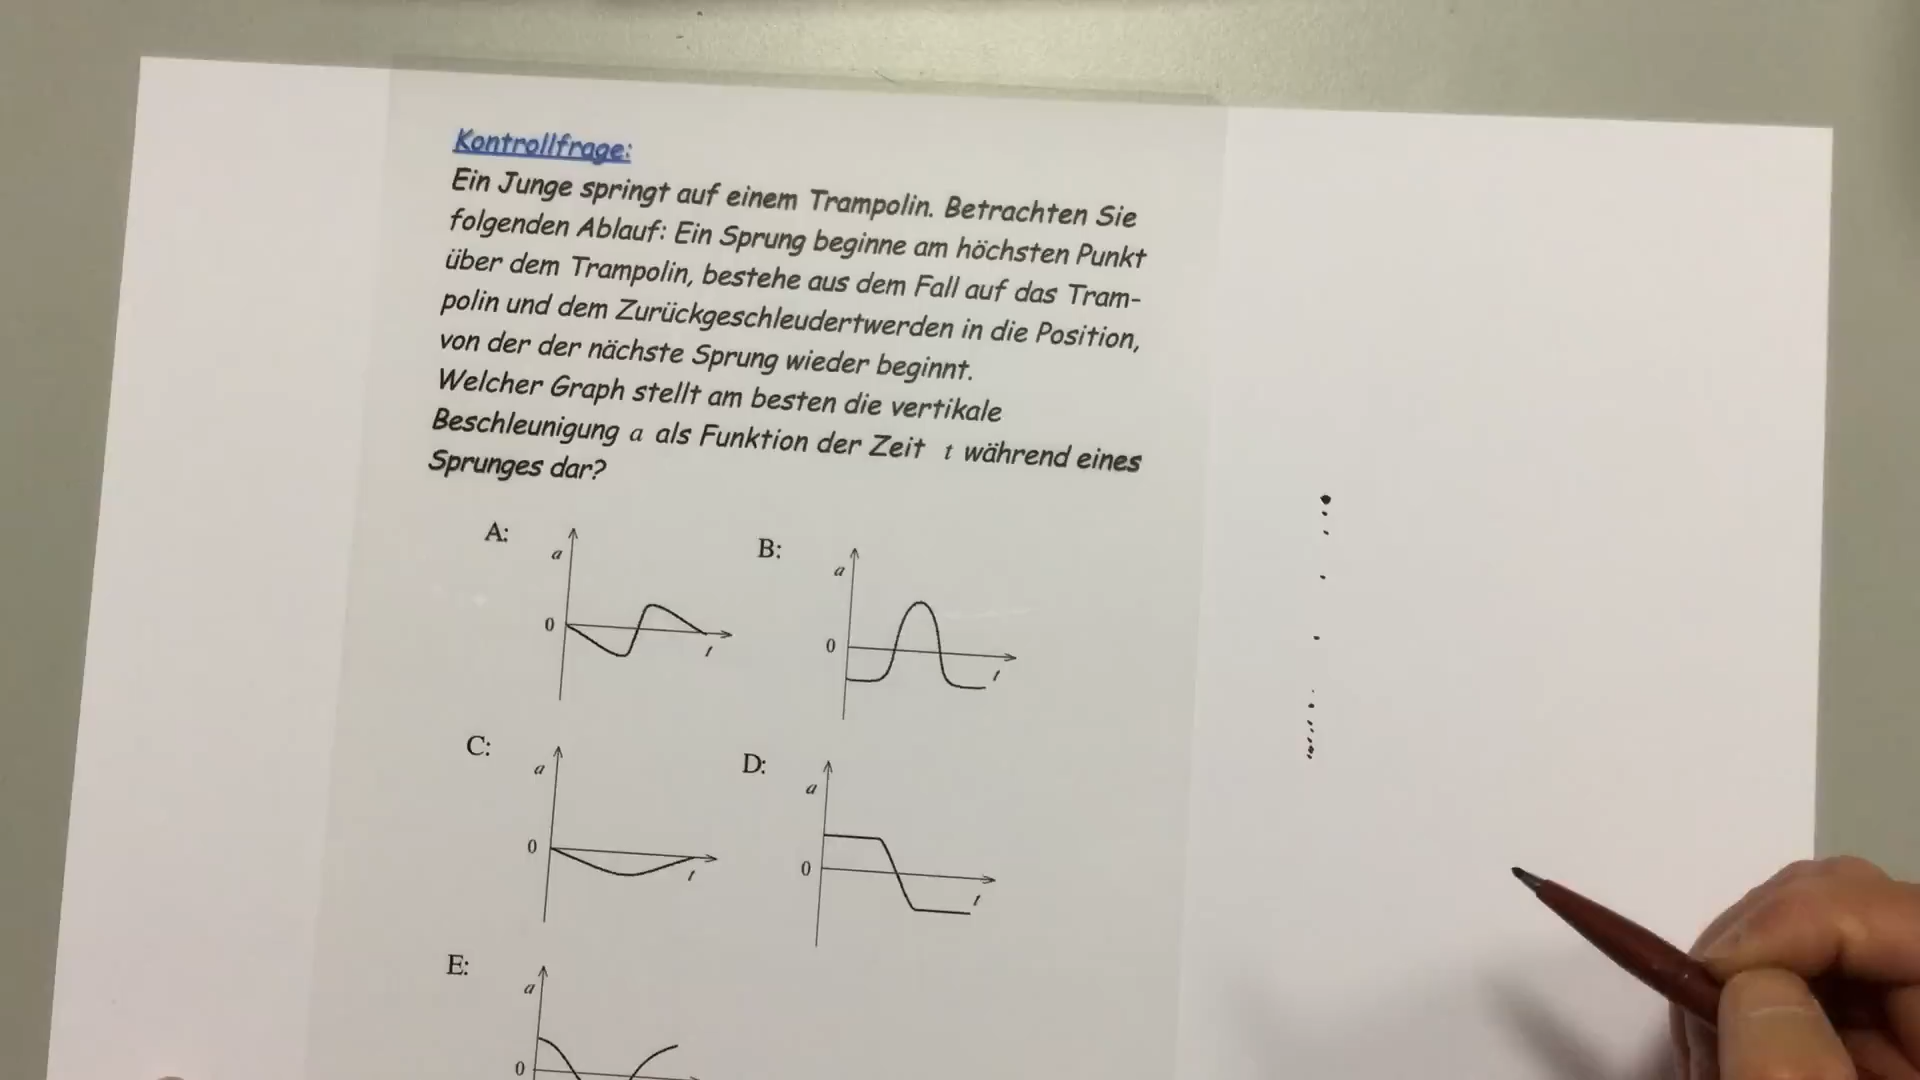 Kontrollfrage:
Ein Junge springt auf einem Trampolin. Betrachten Sie
folgenden Ablauf: Ein Sprung beginne am höchsten Punkt
über dem Trampolin, bestehe aus dem Fall auf das Tram-
polin und dem Zurückgeschleudertwerden in die Position,
von der der nächste Sprung wieder beginnt.
Welcher Graph stellt am besten die vertikale
Beschleunigung a als Funktion der Zeit t während eines
Sprunges dar?
A:
a
0
t
B:
a
0
t
C:
a
0
t
D:
a
0
t
E:
a
0